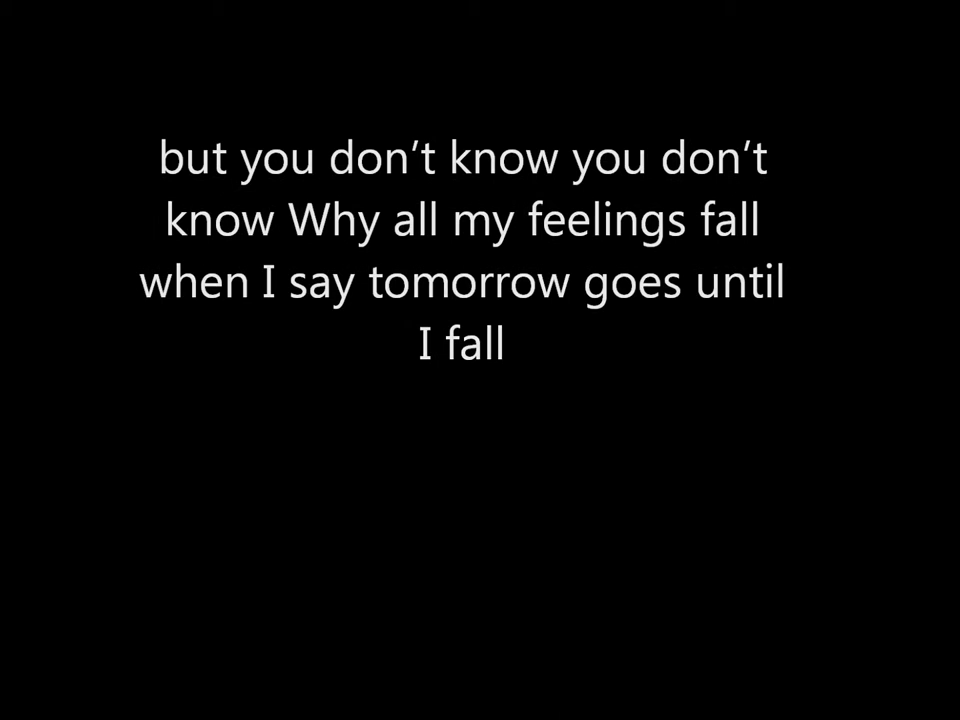 but you don’t know you don’t
know Why all my feelings fall
when I say tomorrow goes until
I fall